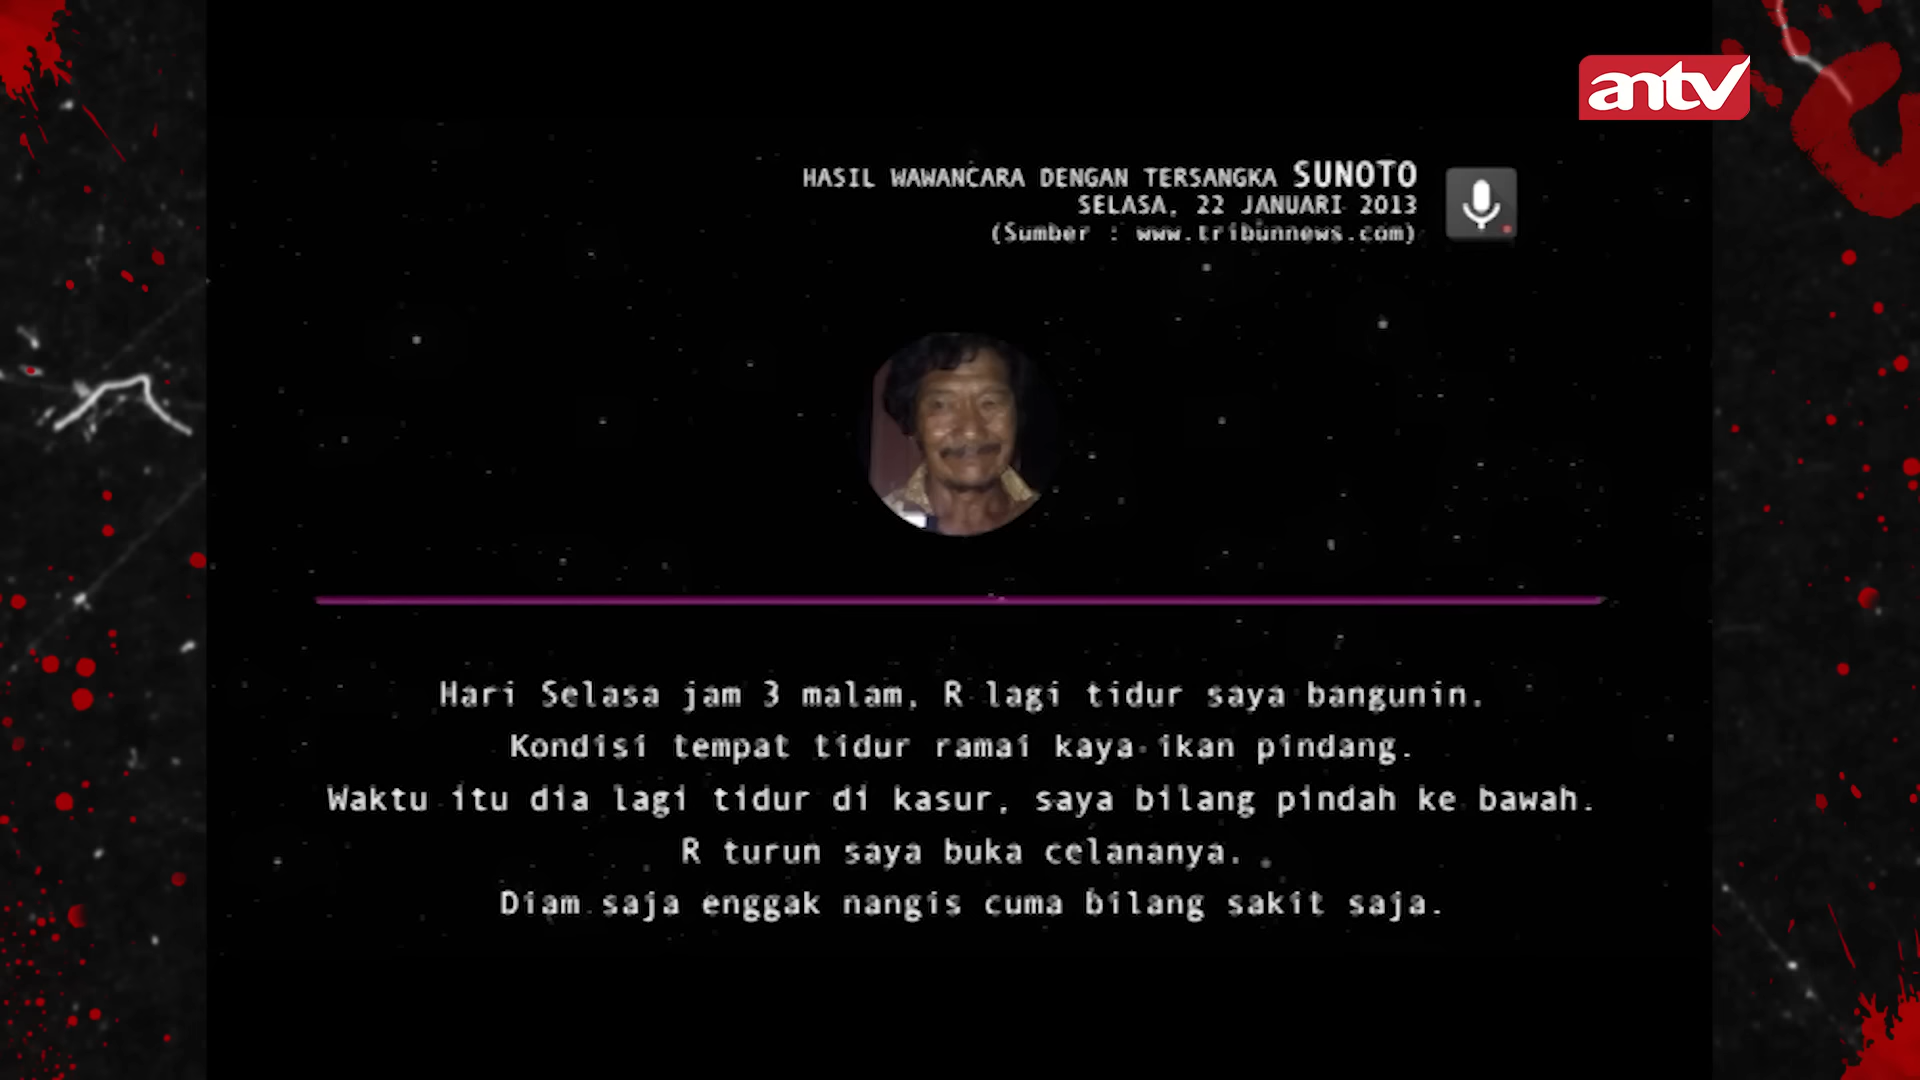 antv
HASIL WAWANCARA DENGAN TERSANGKA SUNOTO
SELASA, 22 JANUARI 2013
(Sumber : www.tribunnews.com)
Hari Selasa jam 3 malam, R lagi tidur saya bangunin.
Kondisi tempat tidur ramai kaya ikan pindang.
Waktu itu dia lagi tidur di kasur, saya bilang pindah ke bawah.
R turun saya buka celananya.
Diam saja enggak nangis cuma bilang sakit saja.